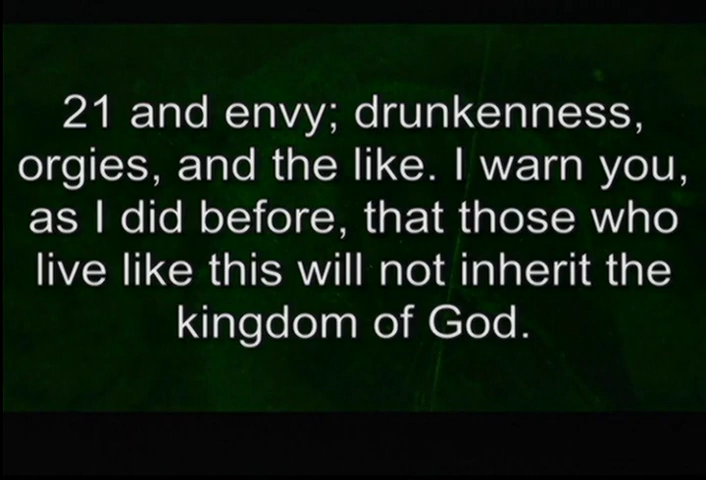 21 and envy; drunkenness,
orgies, and the like. I warn you,
as I did before, that those who
live like this will not inherit the
kingdom of God.